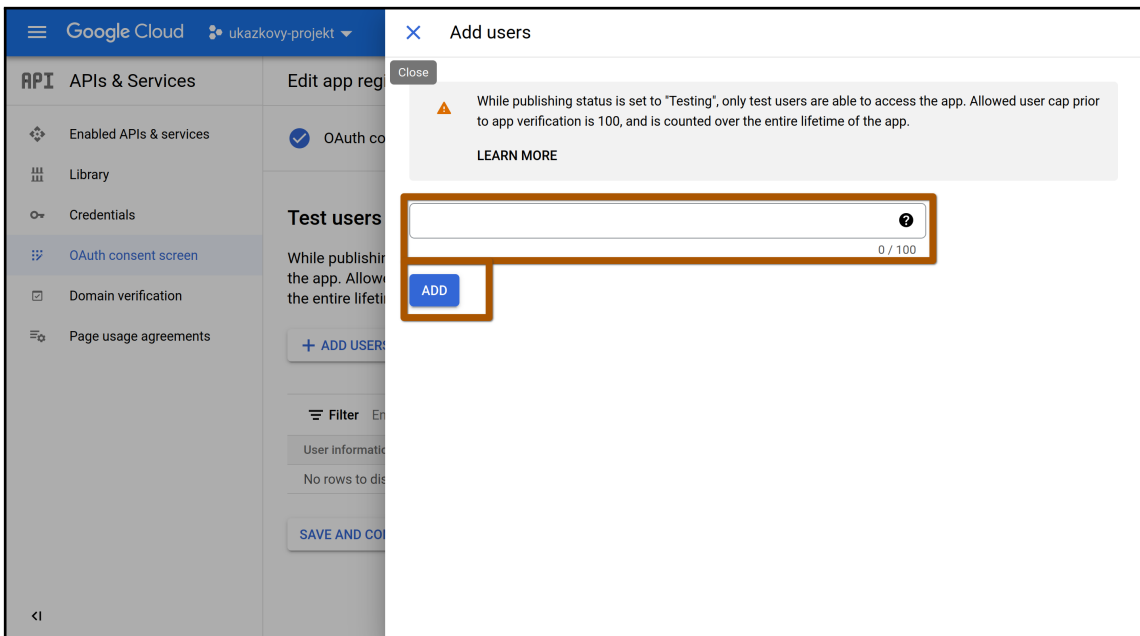 Google Cloud
ukazkovy-projekt
Add users
API
APIs & Services
Edit app regi
Close
While publishing status is set to "Testing", only test users are able to access the app. Allowed user cap prior
to app verification is 100, and is counted over the entire lifetime of the app.
LEARN MORE
Enabled APIs & services
OAuth co
Library
Credentials
OAuth consent screen
Domain verification
Page usage agreements
Test users
While publishin
the app. Allowe
the entire lifeti
0 / 100
ADD
+ ADD USERS
Filter En
User informatio
No rows to dis
SAVE AND CO